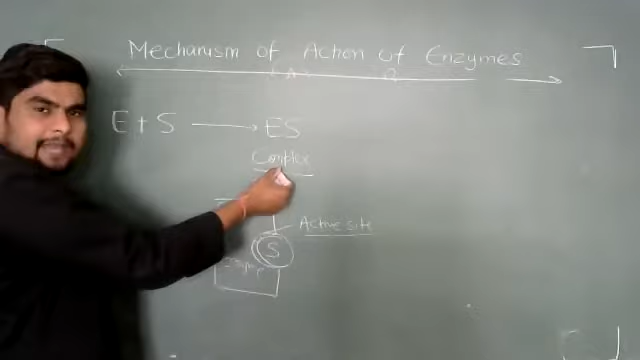 Mechanism of Action of Enzymes
E + S → ES
Complex
Active site
S